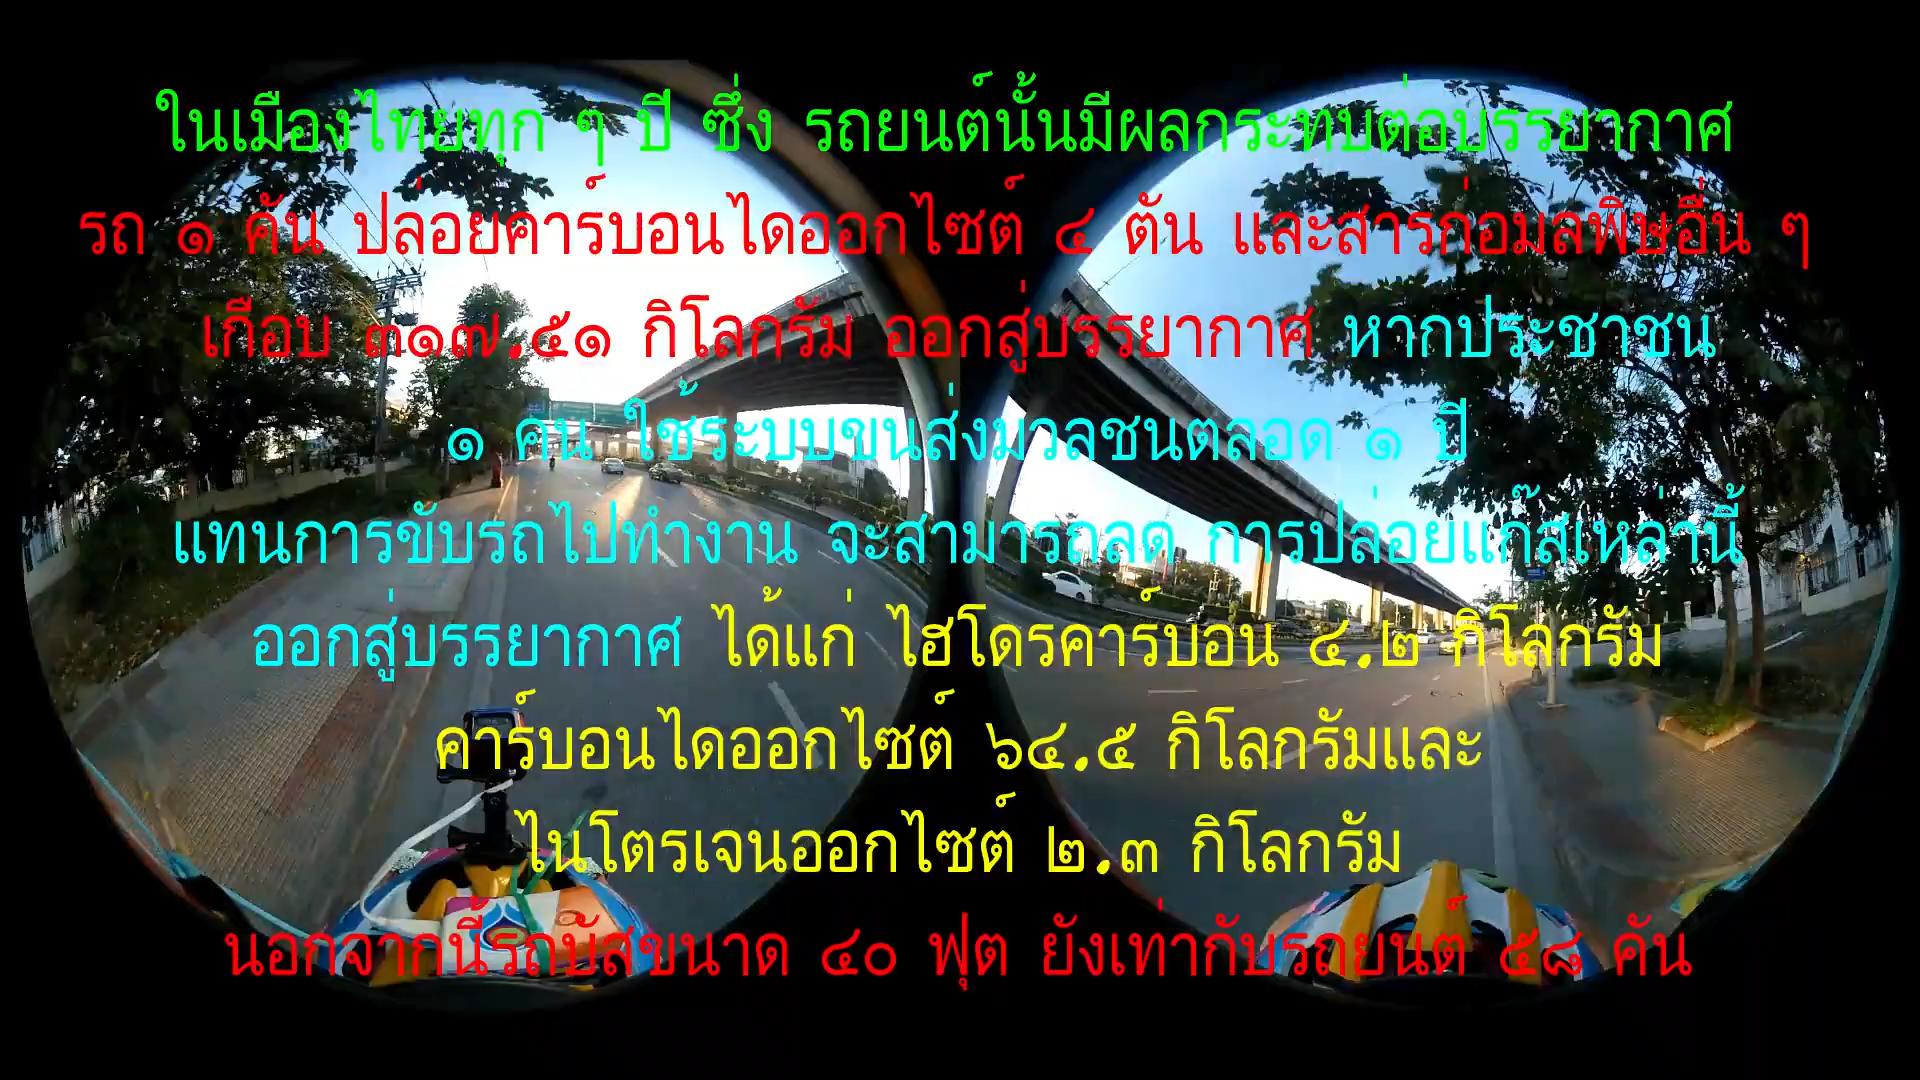 ในเมืองไทยทุก ๆ ปี ซึ่ง รถยนต์นั้นมีผลกระทบต่อบรรยากาศ
รถ ๑ คัน ปล่อยคาร์บอนไดออกไซต์ ๔ ตัน และสารก่อมลพิษอื่น ๆ
เกือบ ๓๑๗.๕๑ กิโลกรัม ออกสู่บรรยากาศ หากประชาชน
๑ คน ใช้ระบบขนส่งมวลชนตลอด ๑ ปี
แทนการขับรถไปทำงาน จะสามารถลด การปล่อยแก๊สเหล่านี้
ออกสู่บรรยากาศ ได้แก่ ไฮโดรคาร์บอน ๔.๒ กิโลกรัม
คาร์บอนไดออกไซต์ ๖๔.๕ กิโลกรัมและ
ไนโตรเจนออกไซต์ ๒.๓ กิโลกรัม
นอกจากนี้รถบัสขนาด ๔๐ ฟุต ยังเท่ากับรถยนต์ ๕๘ คัน